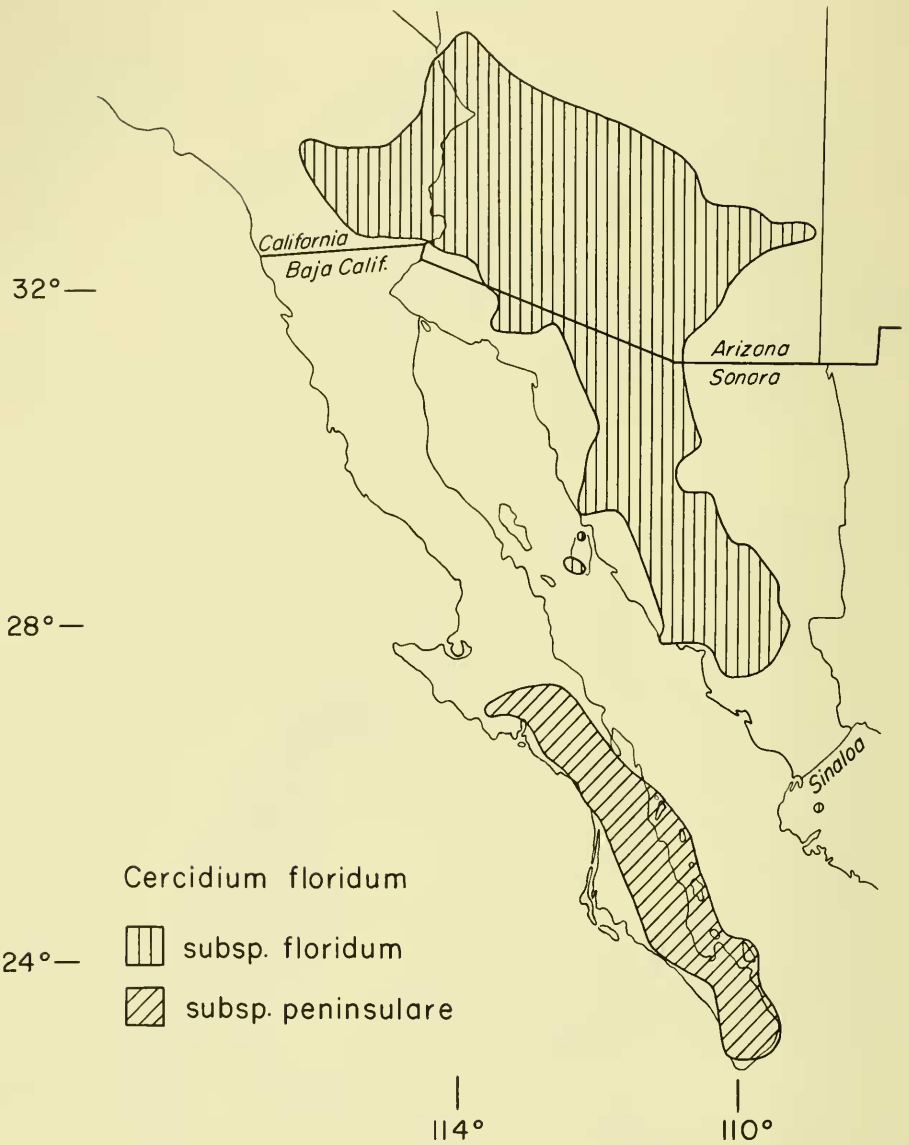 California
Baja Calif.
32°
Arizona
Sonora
28°
Sinaloa
Cercidium floridum
subsp. floridum
24°
subsp. peninsulare
114°
110°